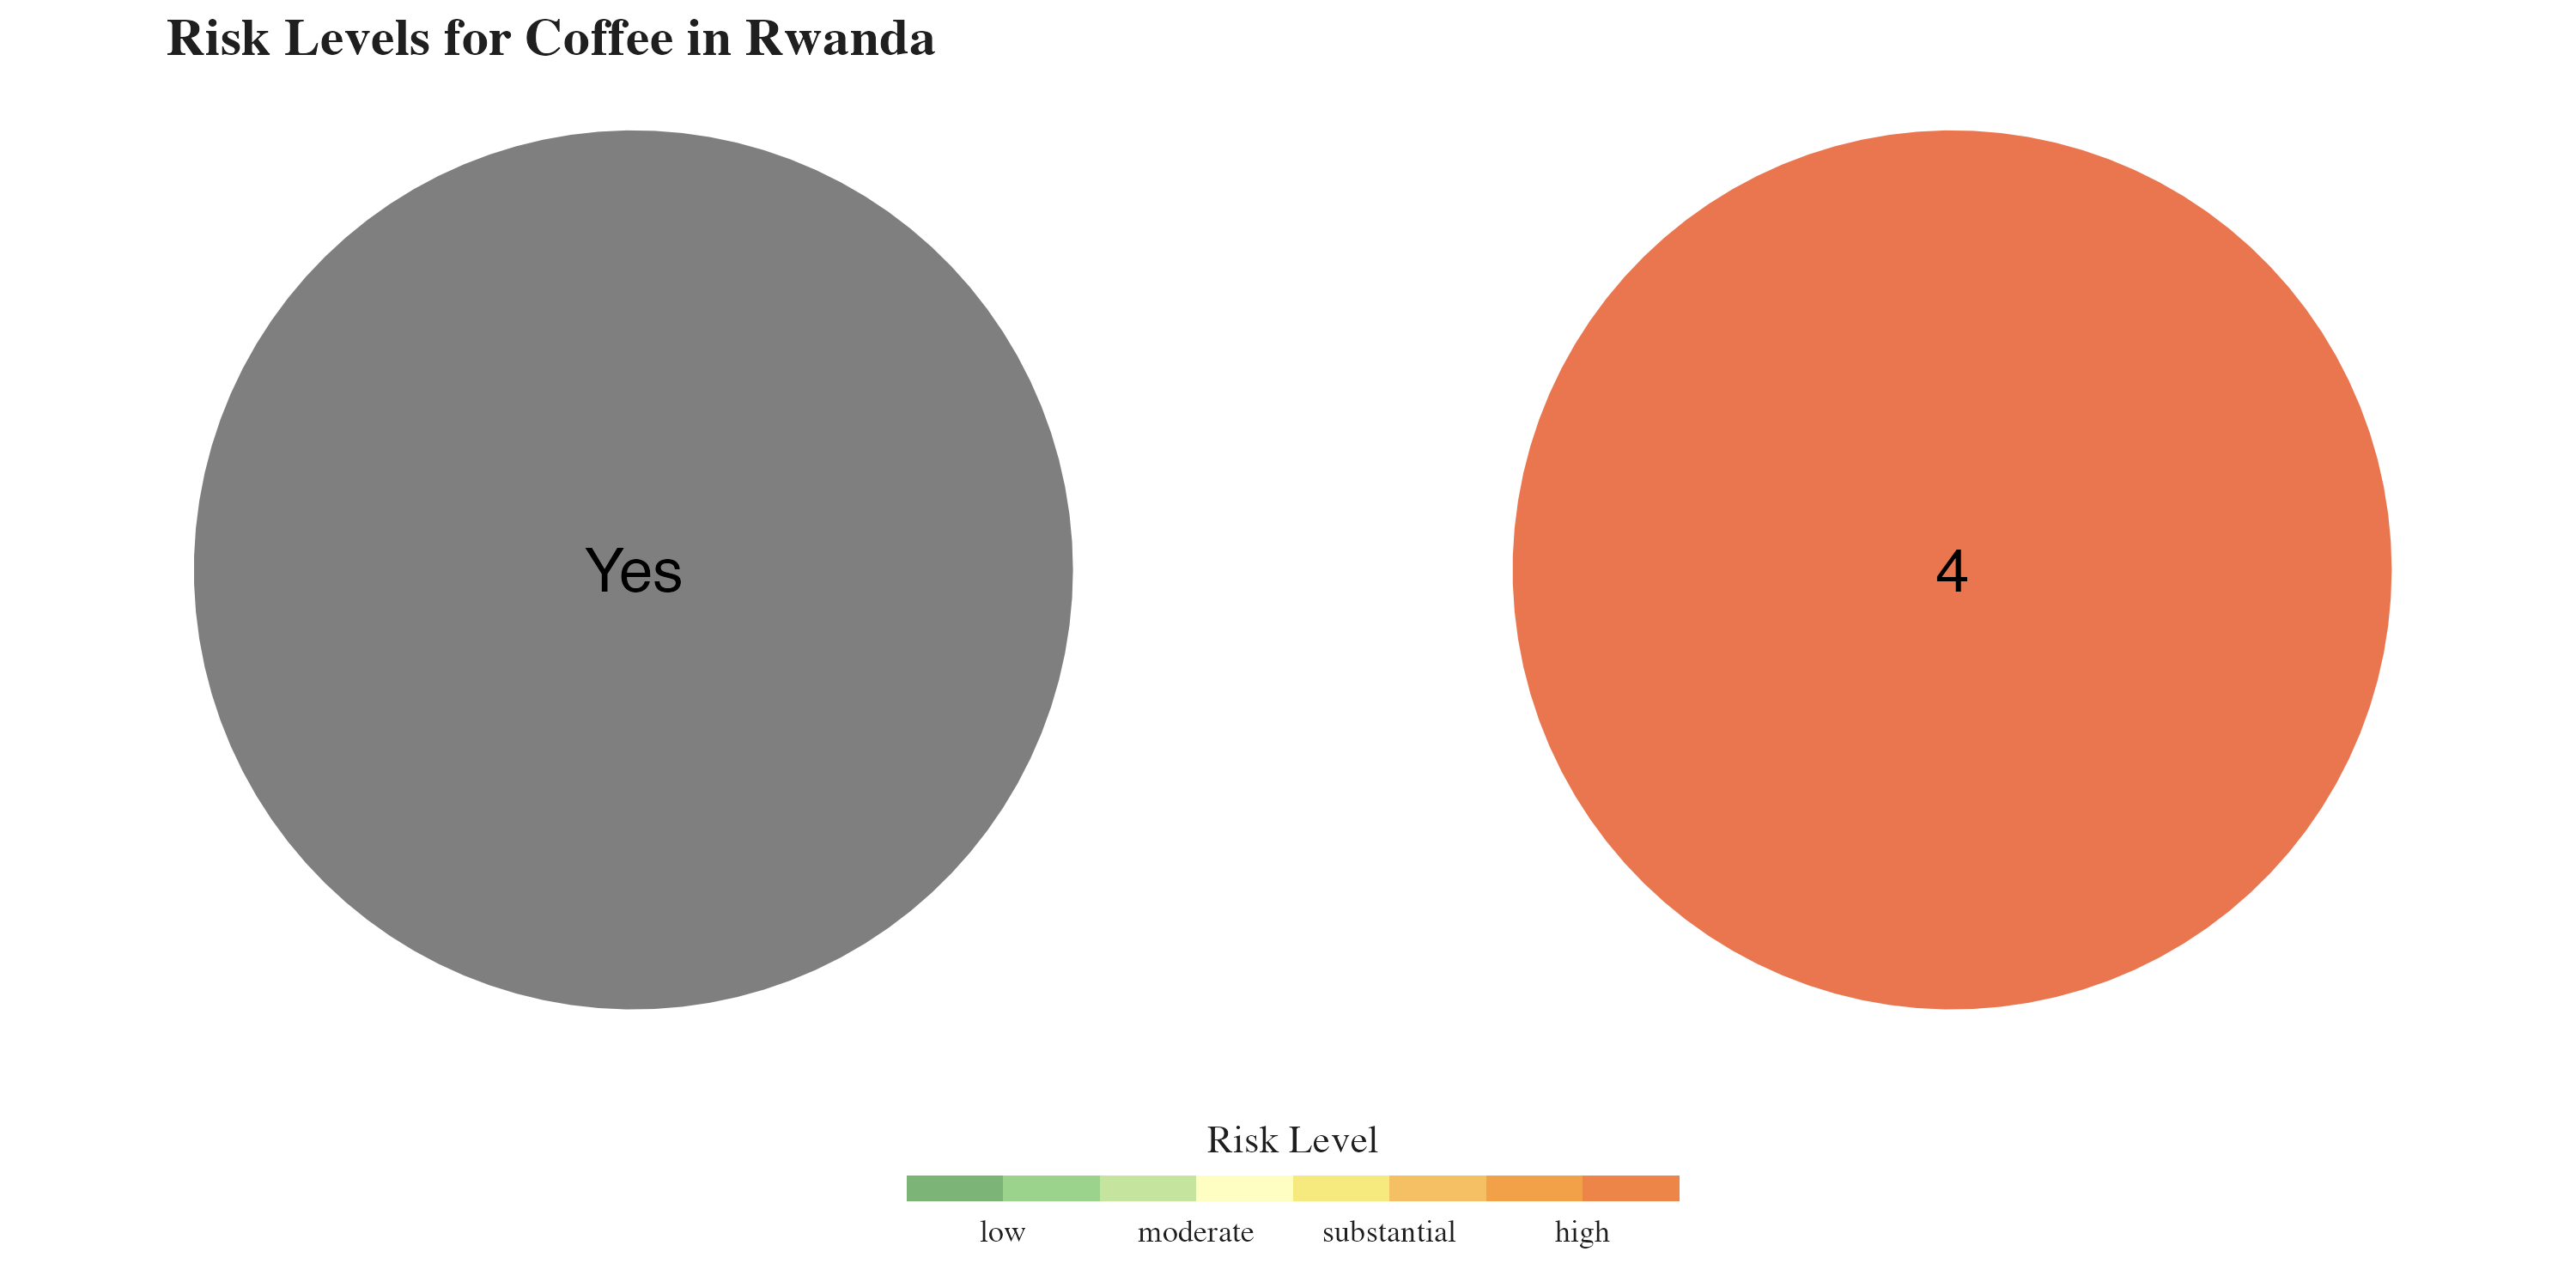 Risk Levels for Coffee in Rwanda
Yes
4
Risk Level
low moderate substantial high